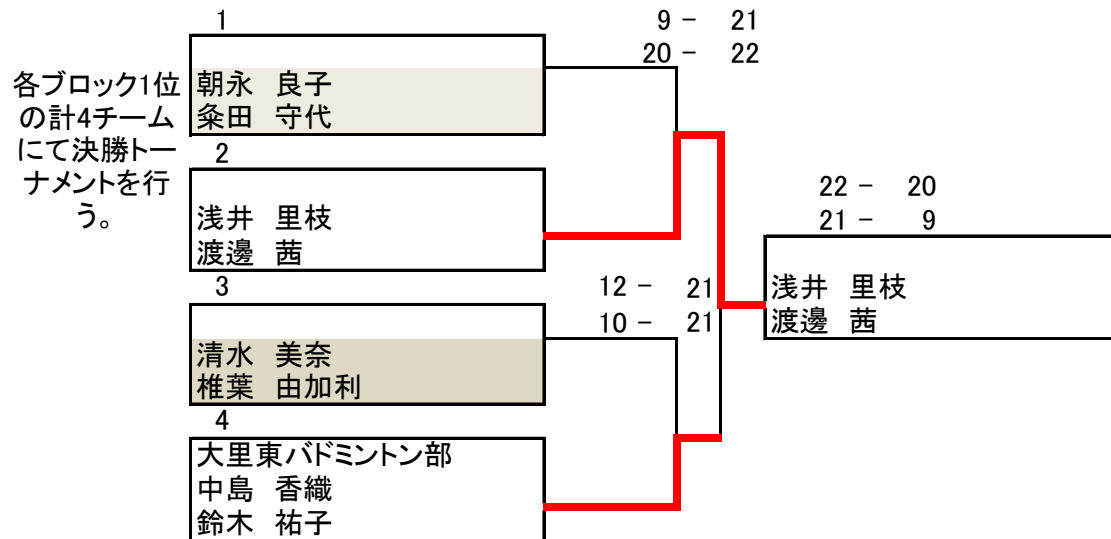 各ブロック1位
の計4チーム
にて決勝トー
ナメントを行
う。
1
朝永 良子
粂田 守代
9 - 21
20 - 22
2
浅井 里枝
渡邊 茜
3
清水 美奈
椎葉 由加利
12 - 21
10 - 21
4
大里東バドミントン部
中島 香織
鈴木 祐子
22 - 20
21 - 9
浅井 里枝
渡邊 茜